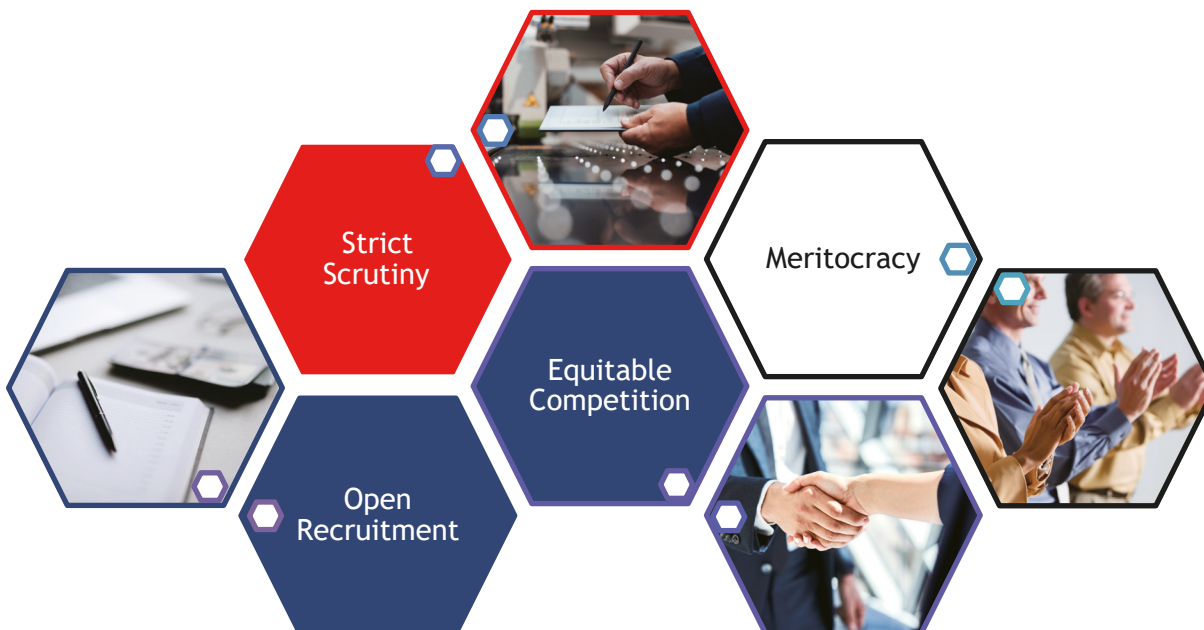 Strict
Scrutiny
Meritocracy
Equitable
Competition
Open
Recruitment